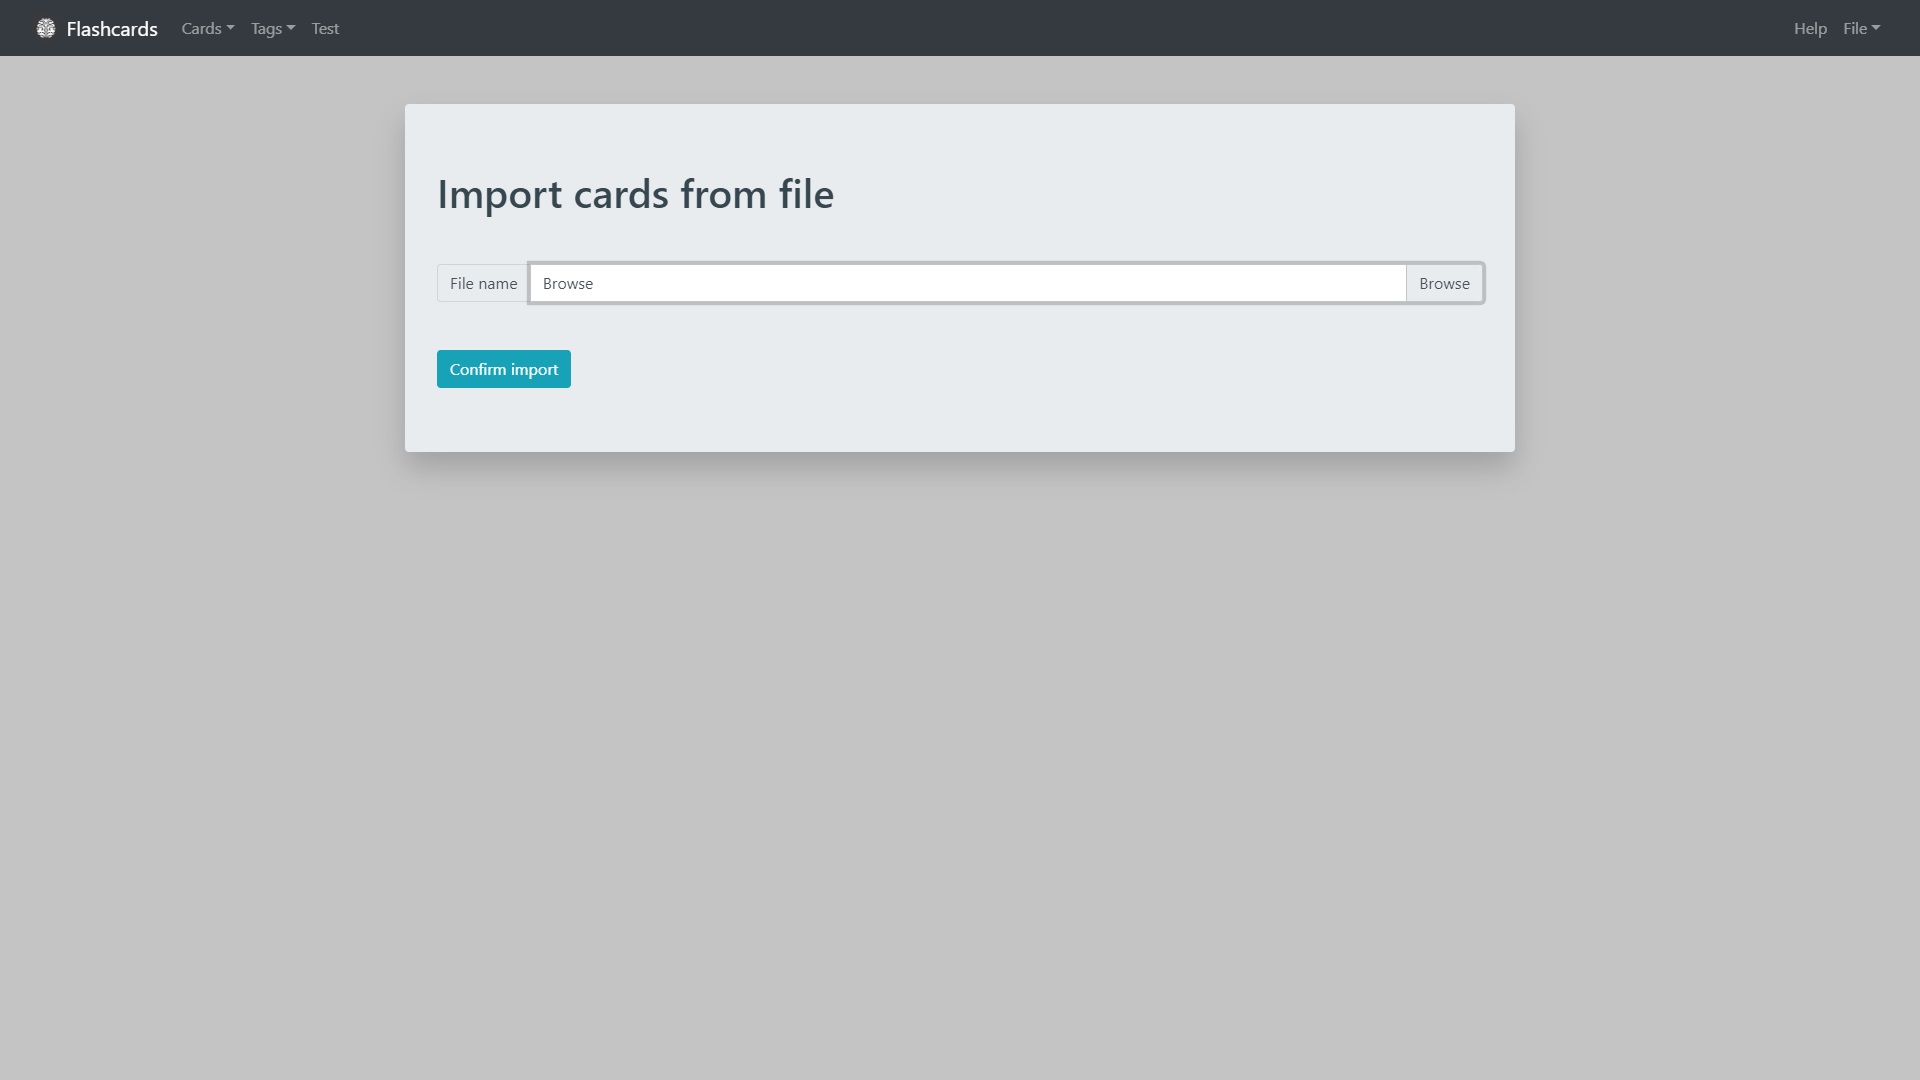 Flashcards Cards Tags Test Help File
Import cards from file
File name Browse Browse
Confirm import